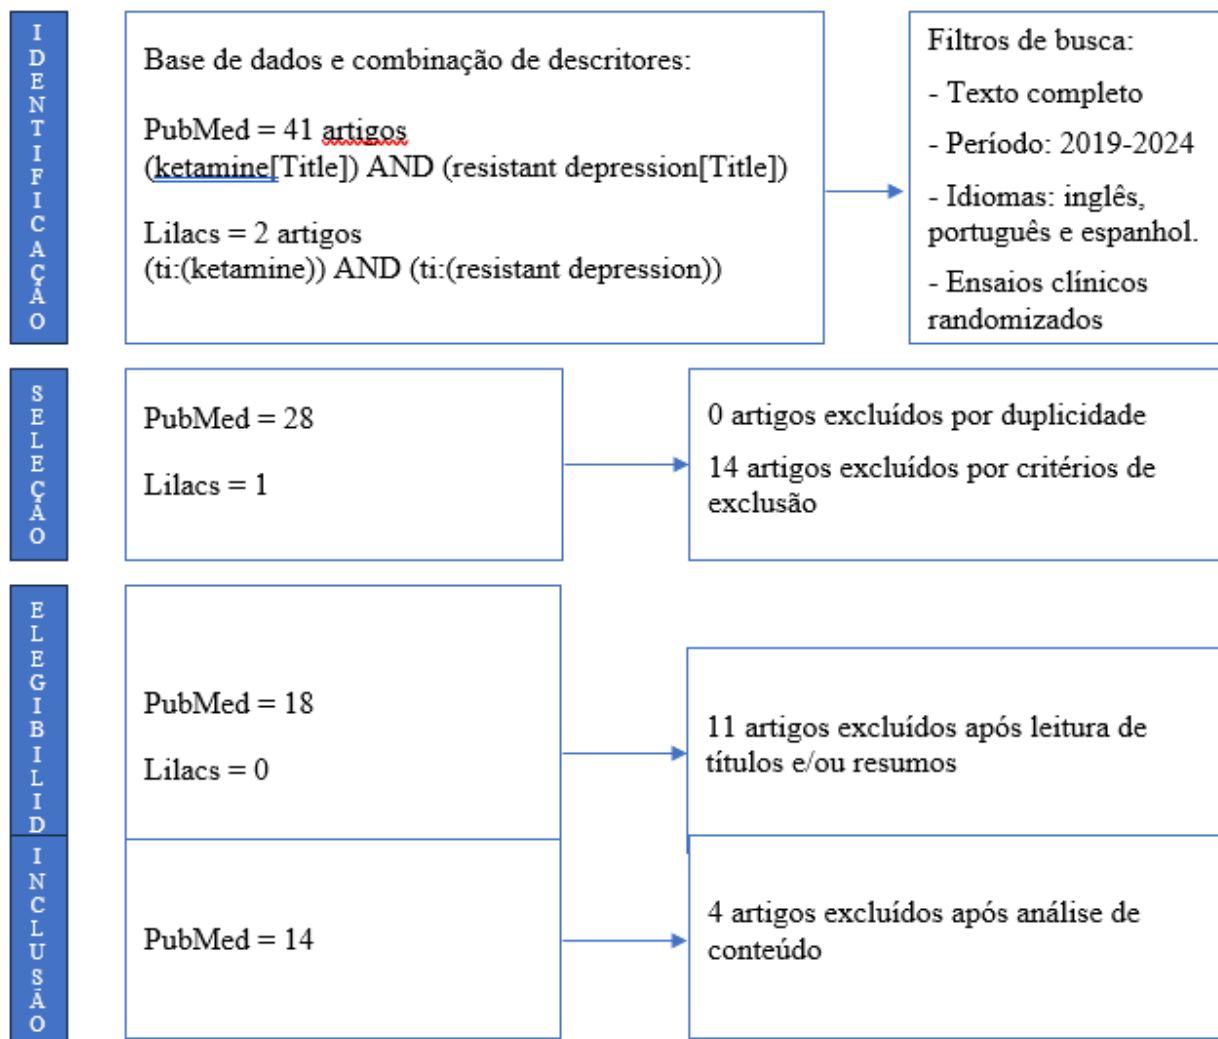 IDENTIFICAÇÃO
Base de dados e combinação de descritores:
PubMed = 41 artigos
(ketamine[Title]) AND (resistant depression[Title])
Lilacs = 2 artigos
(ti:(ketamine)) AND (ti:(resistant depression))
Filtros de busca:
- Texto completo
- Período: 2019-2024
- Idiomas: inglês,
português e espanhol.
- Ensaios clínicos
randomizados
SELEÇÃO
PubMed = 28
Lilacs = 1
0 artigos excluídos por duplicidade
14 artigos excluídos por critérios de
exclusão
ELEGIBILID
PubMed = 18
Lilacs = 0
11 artigos excluídos após leitura de
títulos e/ou resumos
INCLUSÃO
PubMed = 14
4 artigos excluídos após análise de
conteúdo